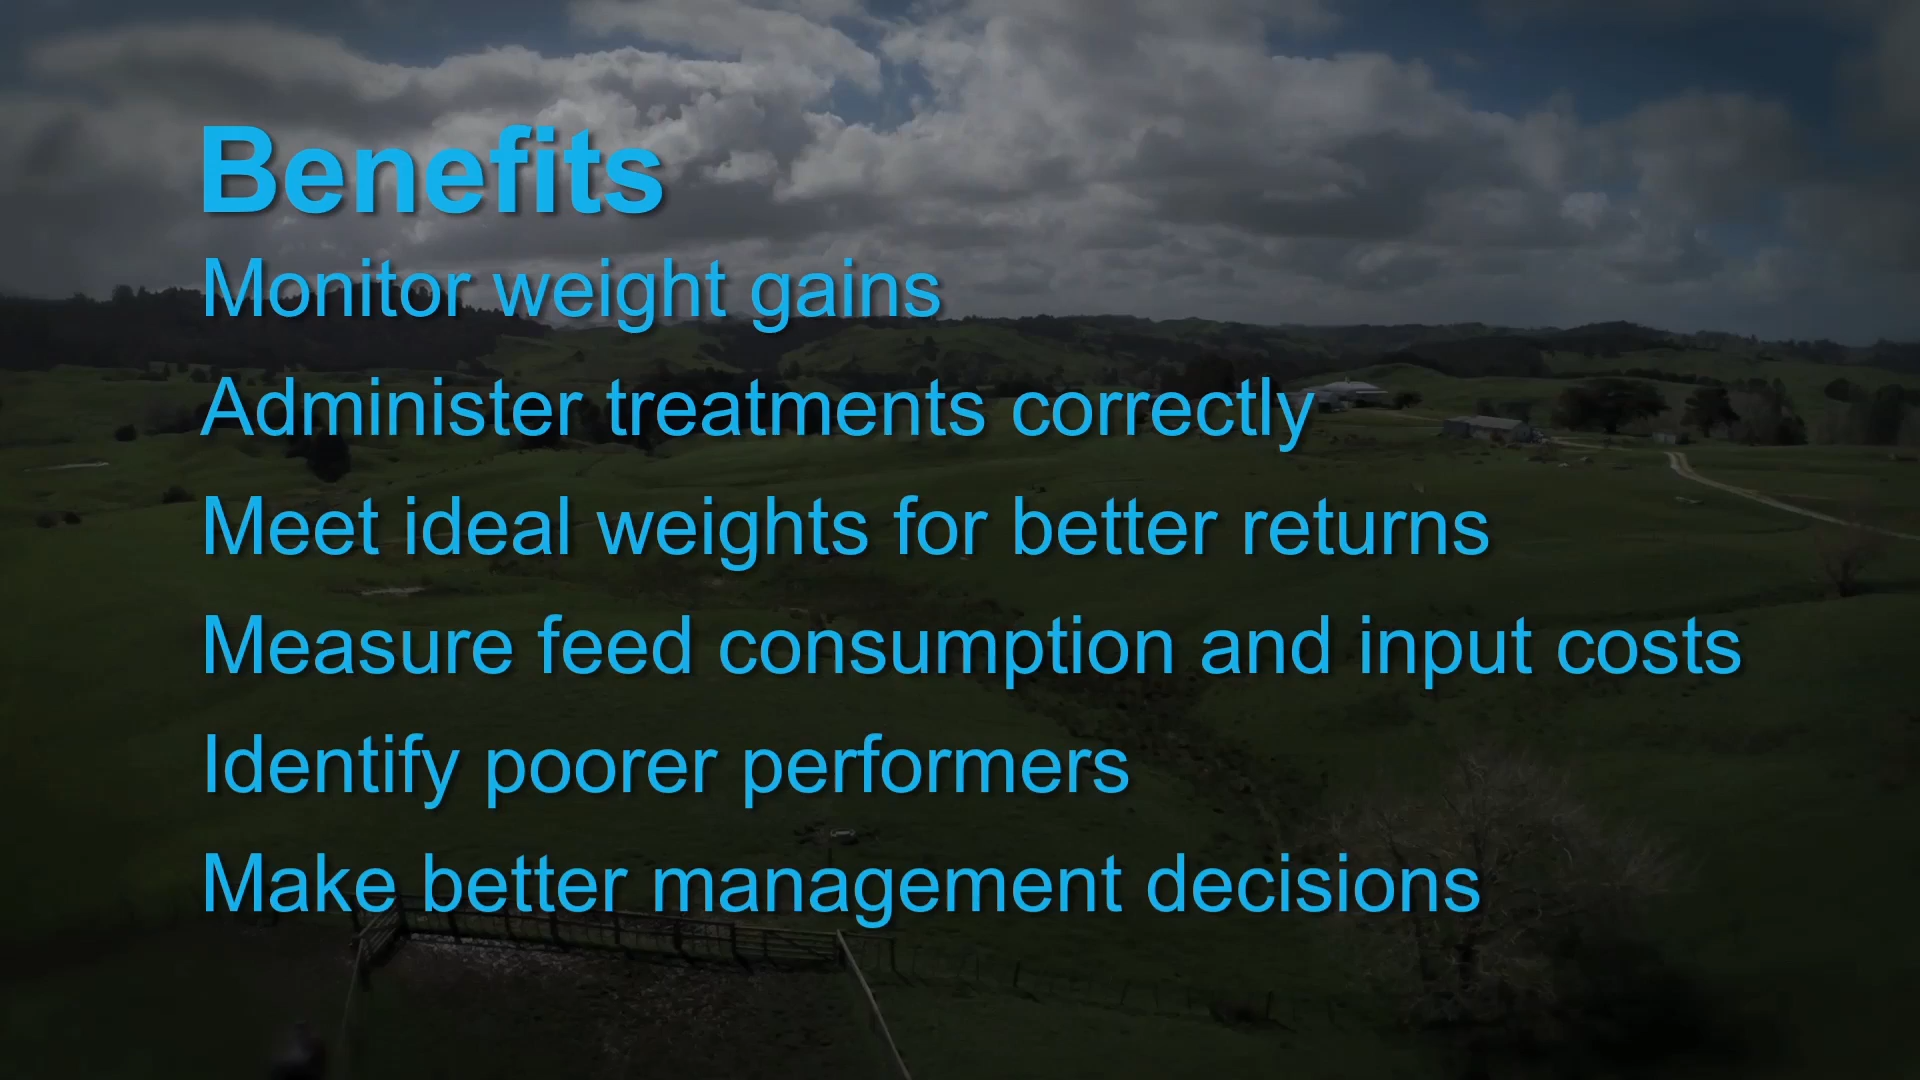 Benefits
Monitor weight gains
Administer treatments correctly
Meet ideal weights for better returns
Measure feed consumption and input costs
Identify poorer performers
Make better management decisions